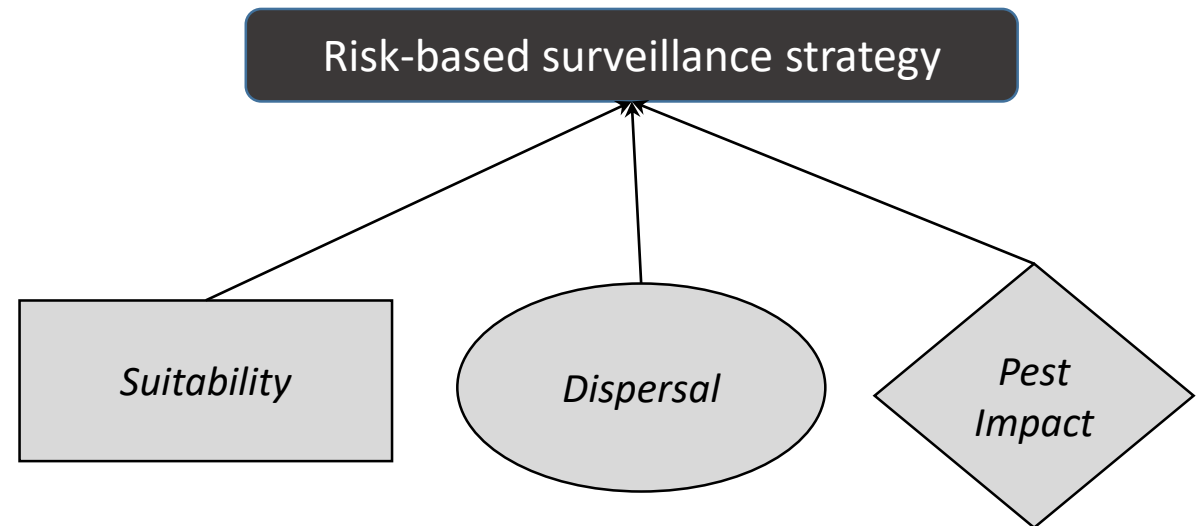 Risk-based surveillance strategy
Suitability
Dispersal
Pest
Impact